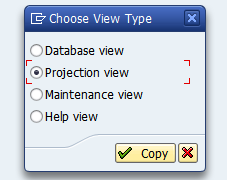 Choose View Type
Database view
Projection view
Maintenance view
Help view
Copy